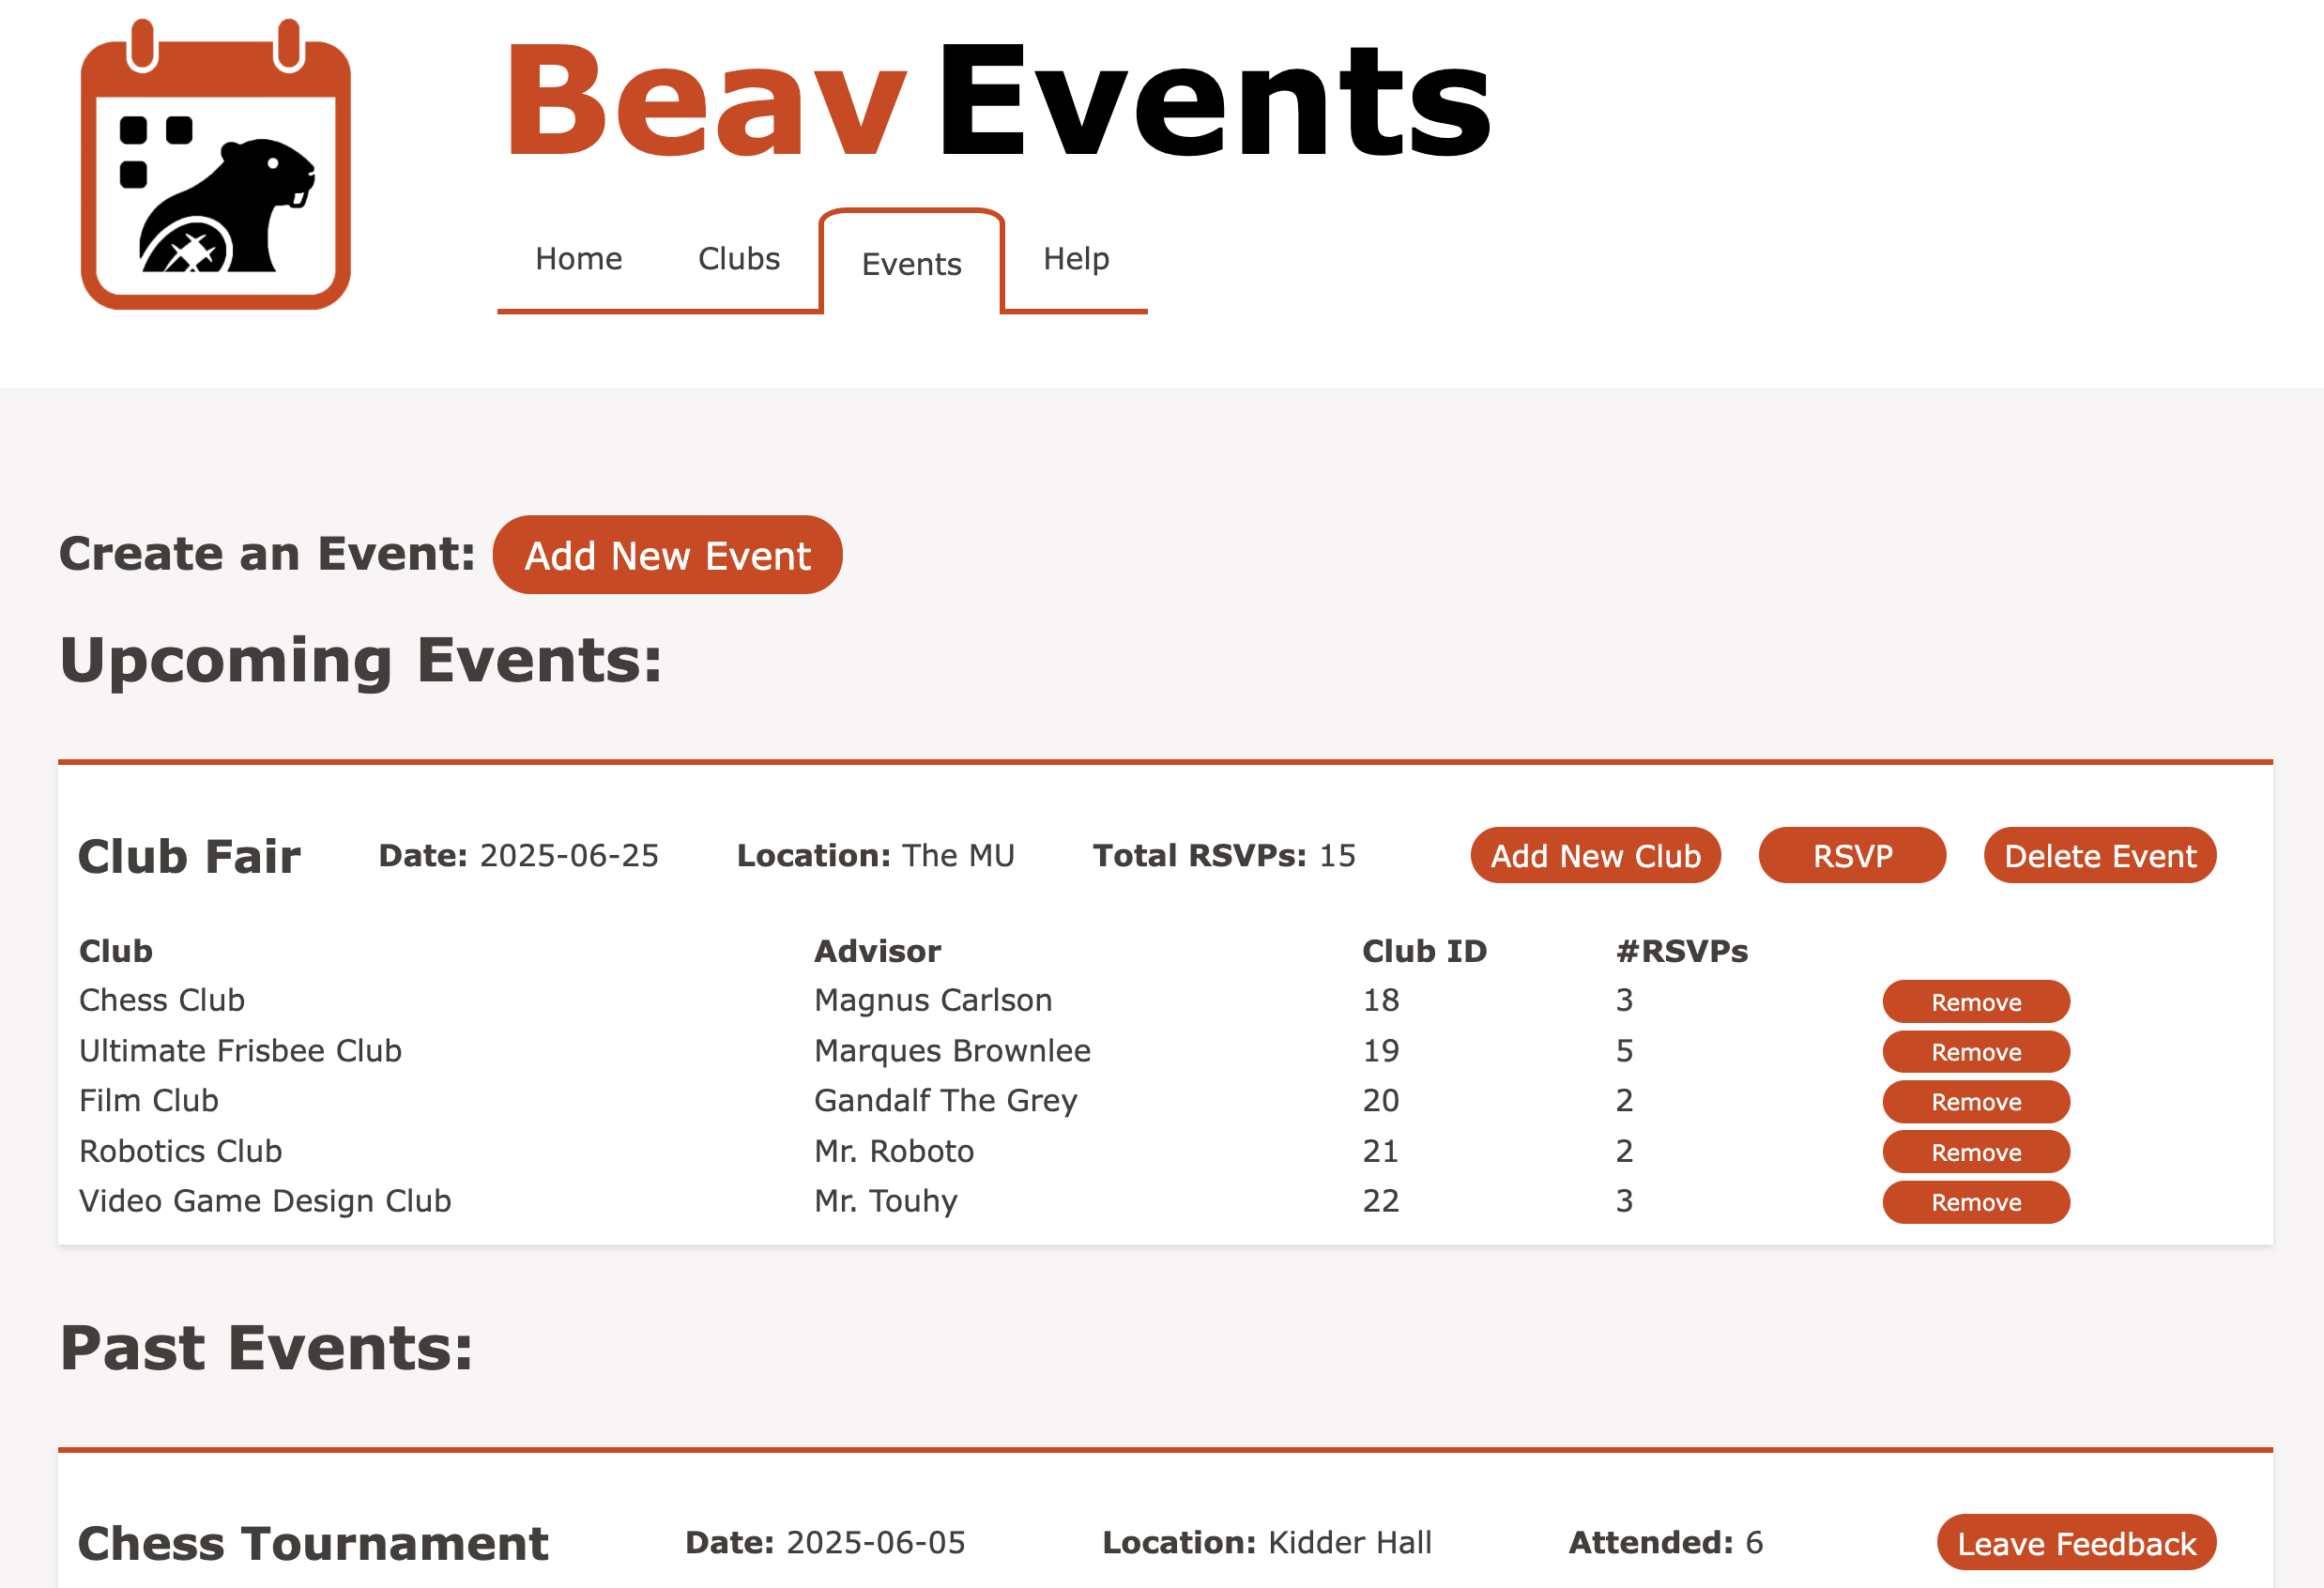 BeavEvents
Home Clubs Events Help
Create an Event: Add New Event
Upcoming Events:
Club Fair Date: 2025-06-25 Location: The MU Total RSVPs: 15 Add New Club RSVP Delete Event
Club Advisor Club ID #RSVPs
Chess Club Magnus Carlson 18 3 Remove
Ultimate Frisbee Club Marques Brownlee 19 5 Remove
Film Club Gandalf The Grey 20 2 Remove
Robotics Club Mr. Roboto 21 2 Remove
Video Game Design Club Mr. Touhy 22 3 Remove
Past Events:
Chess Tournament Date: 2025-06-05 Location: Kidder Hall Attended: 6 Leave Feedback